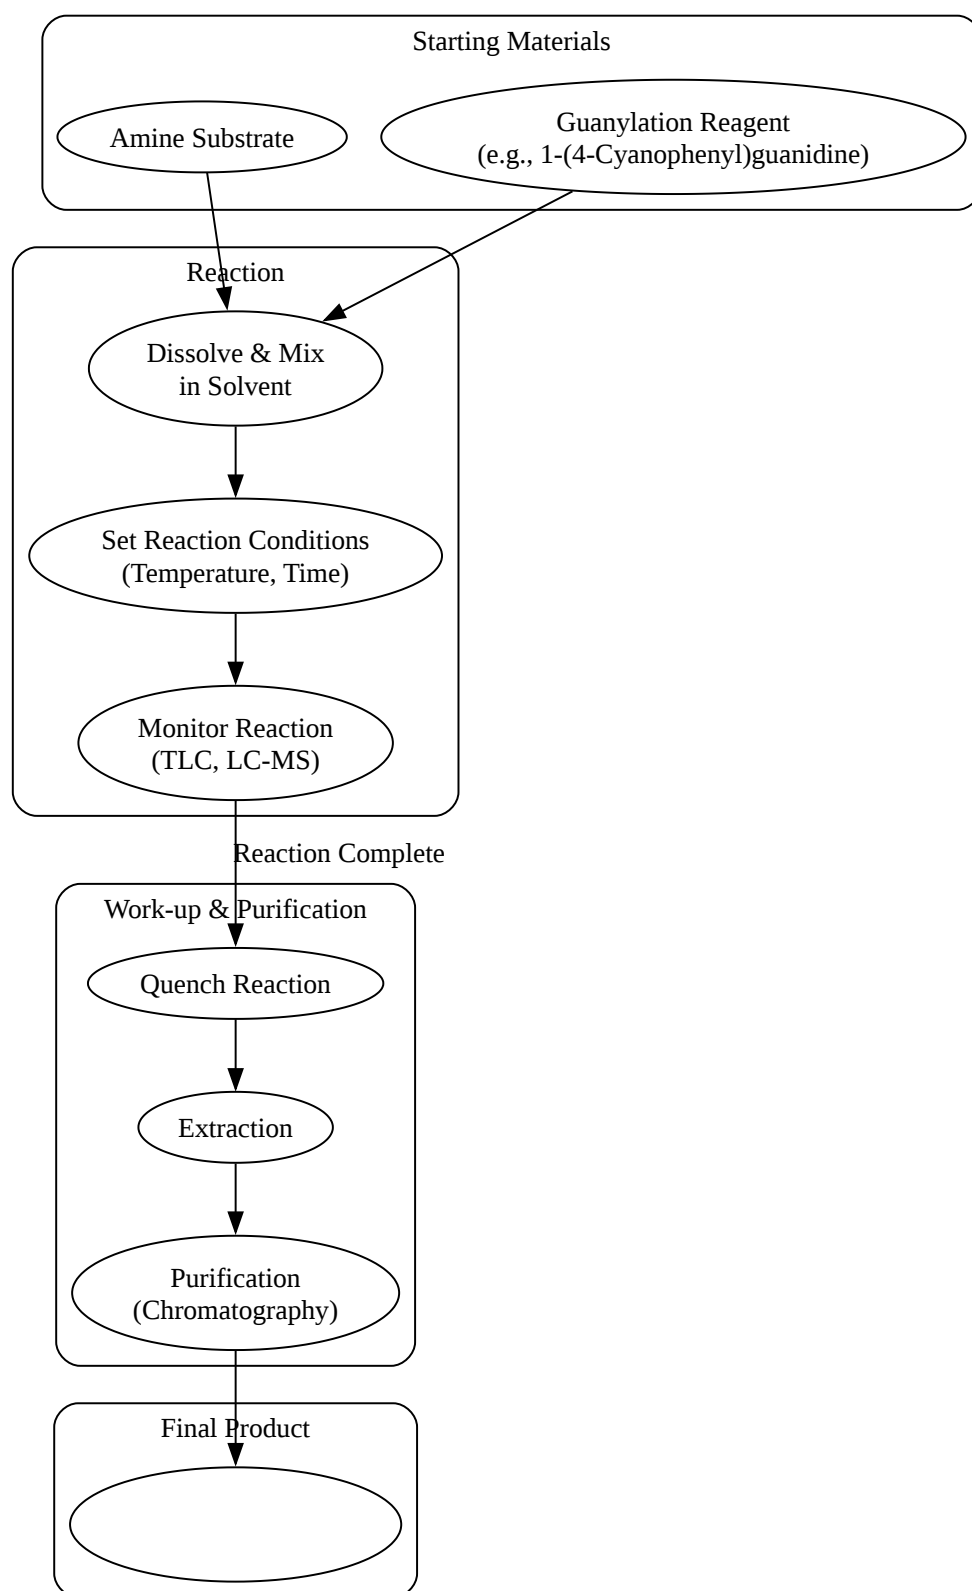 Starting Materials
Amine Substrate
Guanylation Reagent
(e.g., 1-(4-Cyanophenyl)guanidine)
Reaction
Dissolve & Mix
in Solvent
Set Reaction Conditions
(Temperature, Time)
Monitor Reaction
(TLC, LC-MS)
Reaction Complete
Work-up & Purification
Quench Reaction
Extraction
Purification
(Chromatography)
Final Product